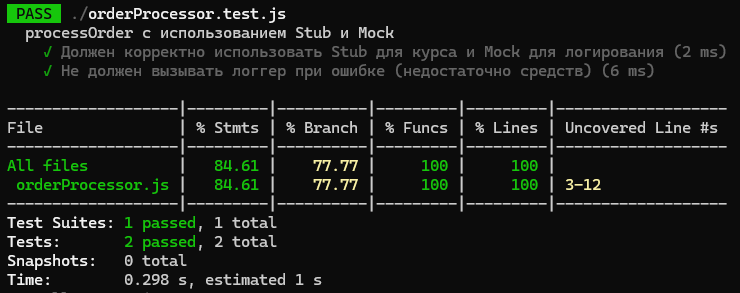 PASS ./orderProcessor.test.js
processOrder с использованием Stub и Mock
√ Должен корректно использовать Stub для курса и Mock для логирования (2 ms)
√ Не должен вызывать логгер при ошибке (недостаточно средств) (6 ms)
-------------------|---------|----------|---------|---------|-------------------
File               | % Stmts | % Branch | % Funcs | % Lines | Uncovered Line #s
-------------------|---------|----------|---------|---------|-------------------
All files          |   84.61 |    77.77 |     100 |     100 |
 orderProcessor.js |   84.61 |    77.77 |     100 |     100 | 3-12
-------------------|---------|----------|---------|---------|-------------------
Test Suites: 1 passed, 1 total
Tests:       2 passed, 2 total
Snapshots:   0 total
Time:        0.298 s, estimated 1 s